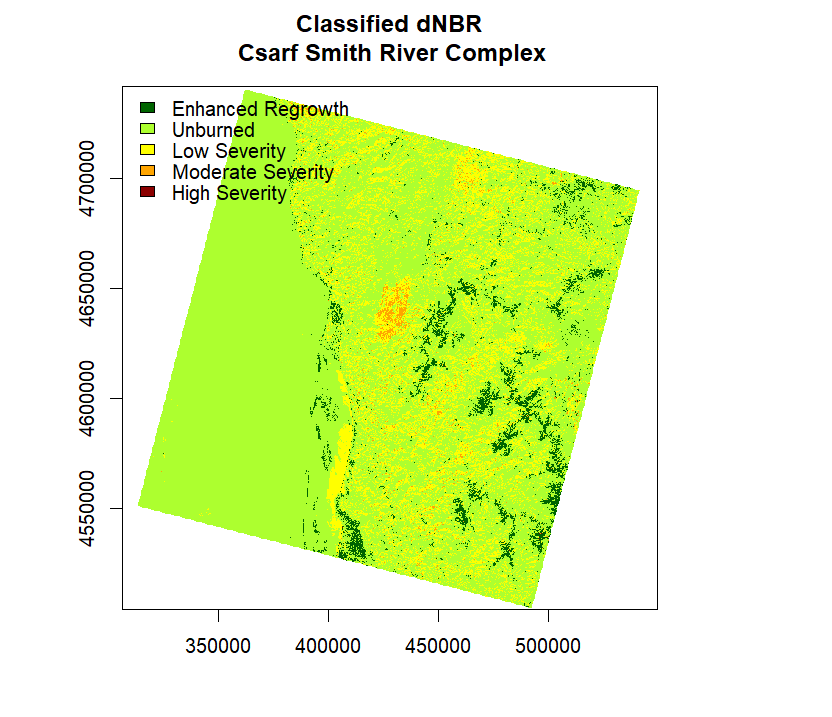 Classified dNBR
Csarf Smith River Complex
Enhanced Regrowth
Unburned
Low Severity
Moderate Severity
High Severity
4700000
4650000
4600000
4550000
350000 400000 450000 500000